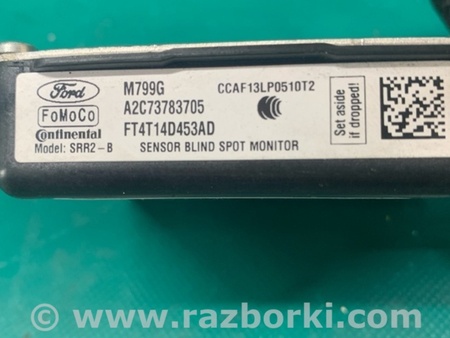 Ford
M799G
CCAF13LP0510T2
FoMoCo
A2C73783705
Continental
FT4T14D453AD
Model: SRR2-B
SENSOR BLIND SPOT MONITOR
Set aside
if dropped!
www.razborki.com